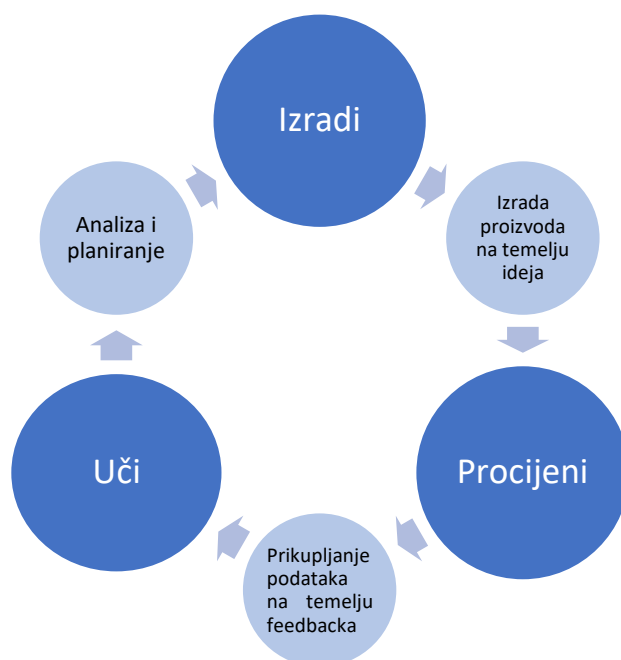 Izradi
Izrada
proizvoda
na temelju
ideja
Procijeni
Prikupljanje
podataka
na temelju
feedbacka
Uči
Analiza i
planiranje